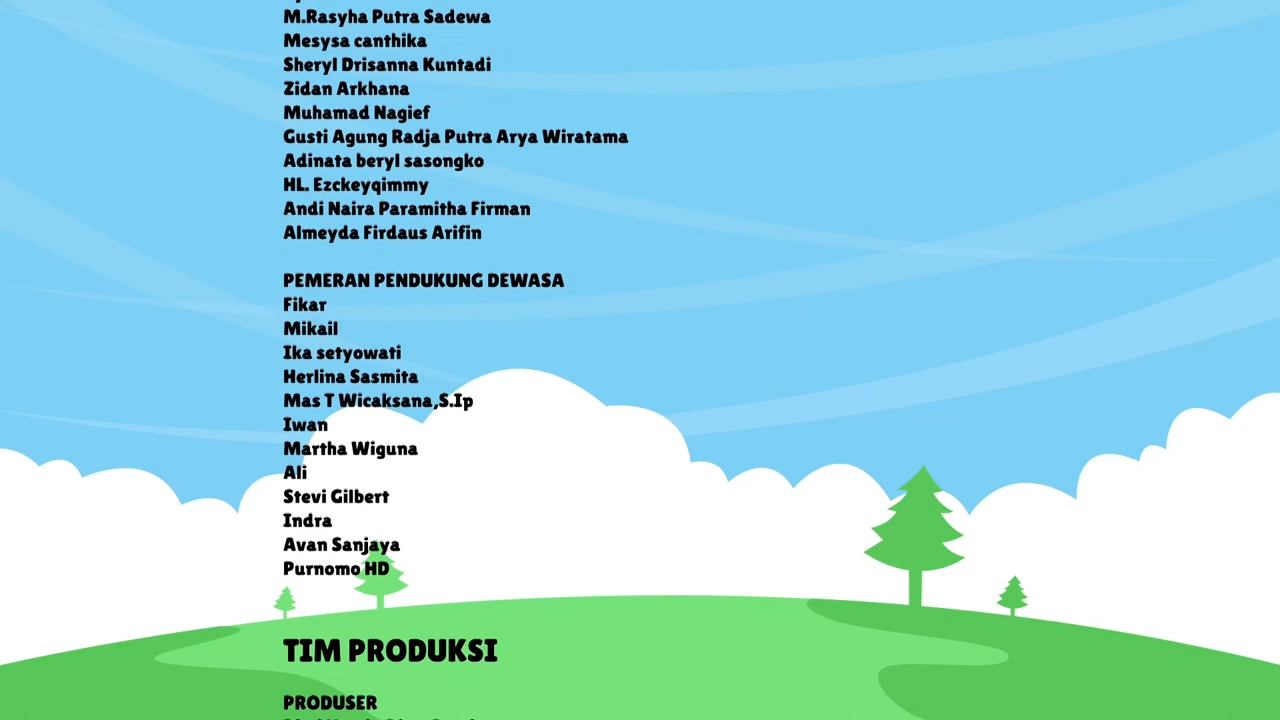 M.Rasyha Putra Sadewa
Mesysa canthika
Sheryl Drisanna Kuntadi
Zidan Arkhana
Muhamad Nagief
Gusti Agung Radja Putra Arya Wiratama
Adinata beryl sasongko
HL. Ezckeyqimmy
Andi Naira Paramitha Firman
Almeyda Firdaus Arifin
PEMERAN PENDUKUNG DEWASA
Fikar
Mikail
Ika setyowati
Herlina Sasmita
Mas T Wicaksana,S.Ip
Iwan
Martha Wiguna
Ali
Stevi Gilbert
Indra
Avan Sanjaya
Purnomo HD
TIM PRODUKSI
PRODUSER